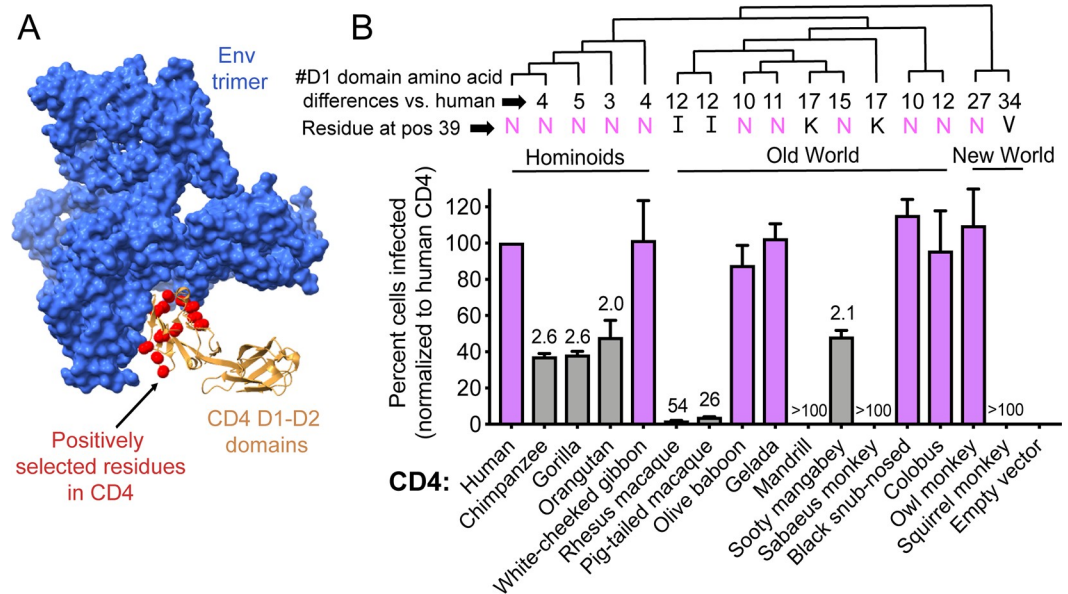 A
Env
trimer
Positively
selected residues
in CD4
CD4 D1-D2
domains
B
#D1 domain amino acid
differences vs. human 4 5 3 4 12 12 10 11 17 15 17 10 12 27 34
Residue at pos 39 N N N N N I I N N K N K N N N V
Hominoids Old World New World
Percent cells infected
(normalized to human CD4)
120
100
80
60
40
20
0
2.6 2.6 2.0 54 26 >100 2.1 >100 >100
CD4:
Human
Chimpanzee
Gorilla
Orangutan
White-cheeked gibbon
Rhesus macaque
Pig-tailed macaque
Olive baboon
Gelada
Mandrill
Sooty mangabey
Sabaeus monkey
Black snub-nosed
Colobus
Owl monkey
Squirrel monkey
Empty vector